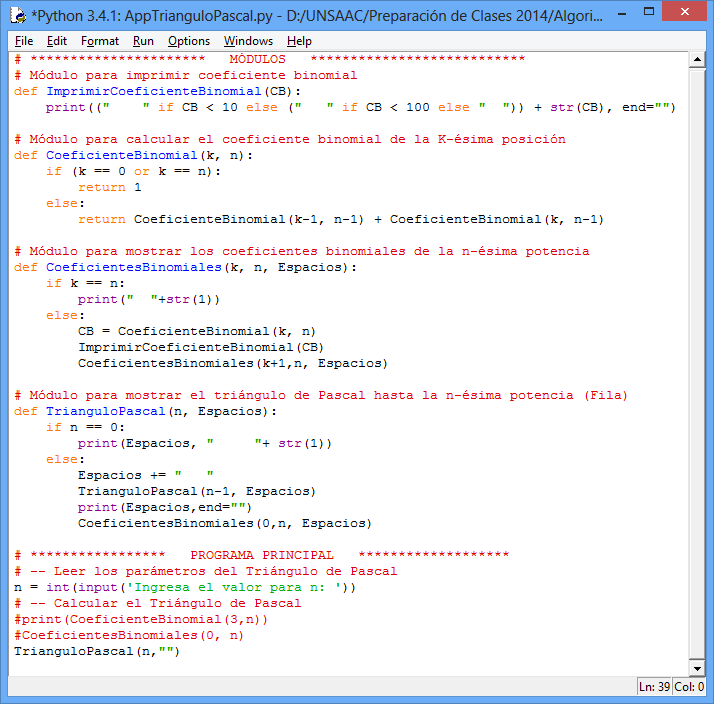 *Python 3.4.1: AppTrianguloPascal.py - D:/UNSAAC/Preparación de Clases 2014/Algori...
File Edit Format Run Options Windows Help
# **********************   MÓDULOS   ***************************
# Módulo para imprimir coeficiente binomial
def ImprimirCoeficienteBinomial(CB):
    print(("    " if CB < 10 else ("   " if CB < 100 else "  ")) + str(CB), end="")

# Módulo para calcular el coeficiente binomial de la K-ésima posición
def CoeficienteBinomial(k, n):
    if (k == 0 or k == n):
        return 1
    else:
        return CoeficienteBinomial(k-1, n-1) + CoeficienteBinomial(k, n-1)

# Módulo para mostrar los coeficientes binomiales de la n-ésima potencia
def CoeficientesBinomiales(k, n, Espacios):
    if k == n:
        print("  "+str(1))
    else:
        CB = CoeficienteBinomial(k, n)
        ImprimirCoeficienteBinomial(CB)
        CoeficientesBinomiales(k+1,n, Espacios)

# Módulo para mostrar el triángulo de Pascal hasta la n-ésima potencia (Fila)
def TrianguloPascal(n, Espacios):
    if n == 0:
        print(Espacios, "     "+ str(1))
    else:
        Espacios += "   "
        TrianguloPascal(n-1, Espacios)
        print(Espacios,end="")
        CoeficientesBinomiales(0,n, Espacios)

# *****************   PROGRAMA PRINCIPAL   *******************
# -- Leer los parámetros del Triángulo de Pascal
n = int(input('Ingresa el valor para n: '))
# -- Calcular el Triángulo de Pascal
#print(CoeficienteBinomial(3,n))
#CoeficientesBinomiales(0, n)
TrianguloPascal(n,"")
Ln: 39 Col: 0